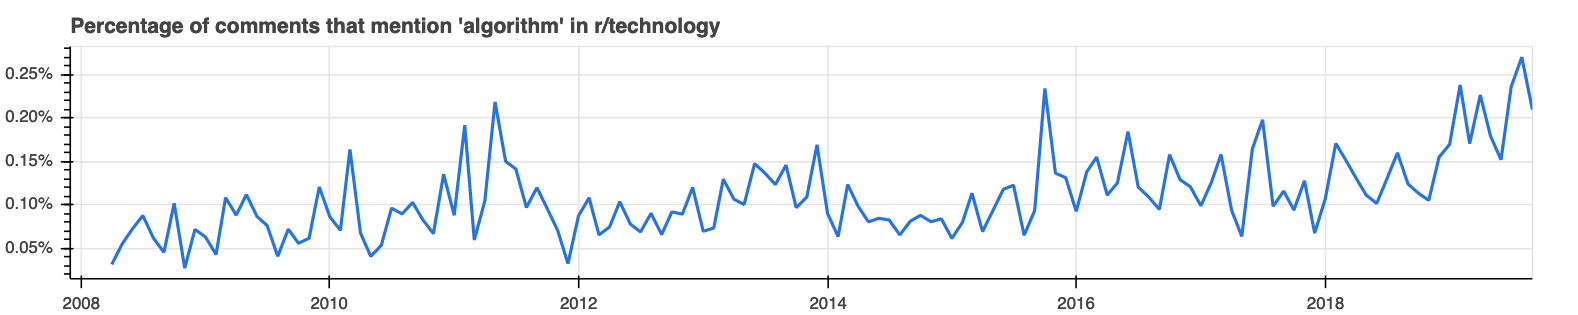 Percentage of comments that mention 'algorithm' in r/technology
0.25%
0.20%
0.15%
0.10%
0.05%
2008 2010 2012 2014 2016 2018